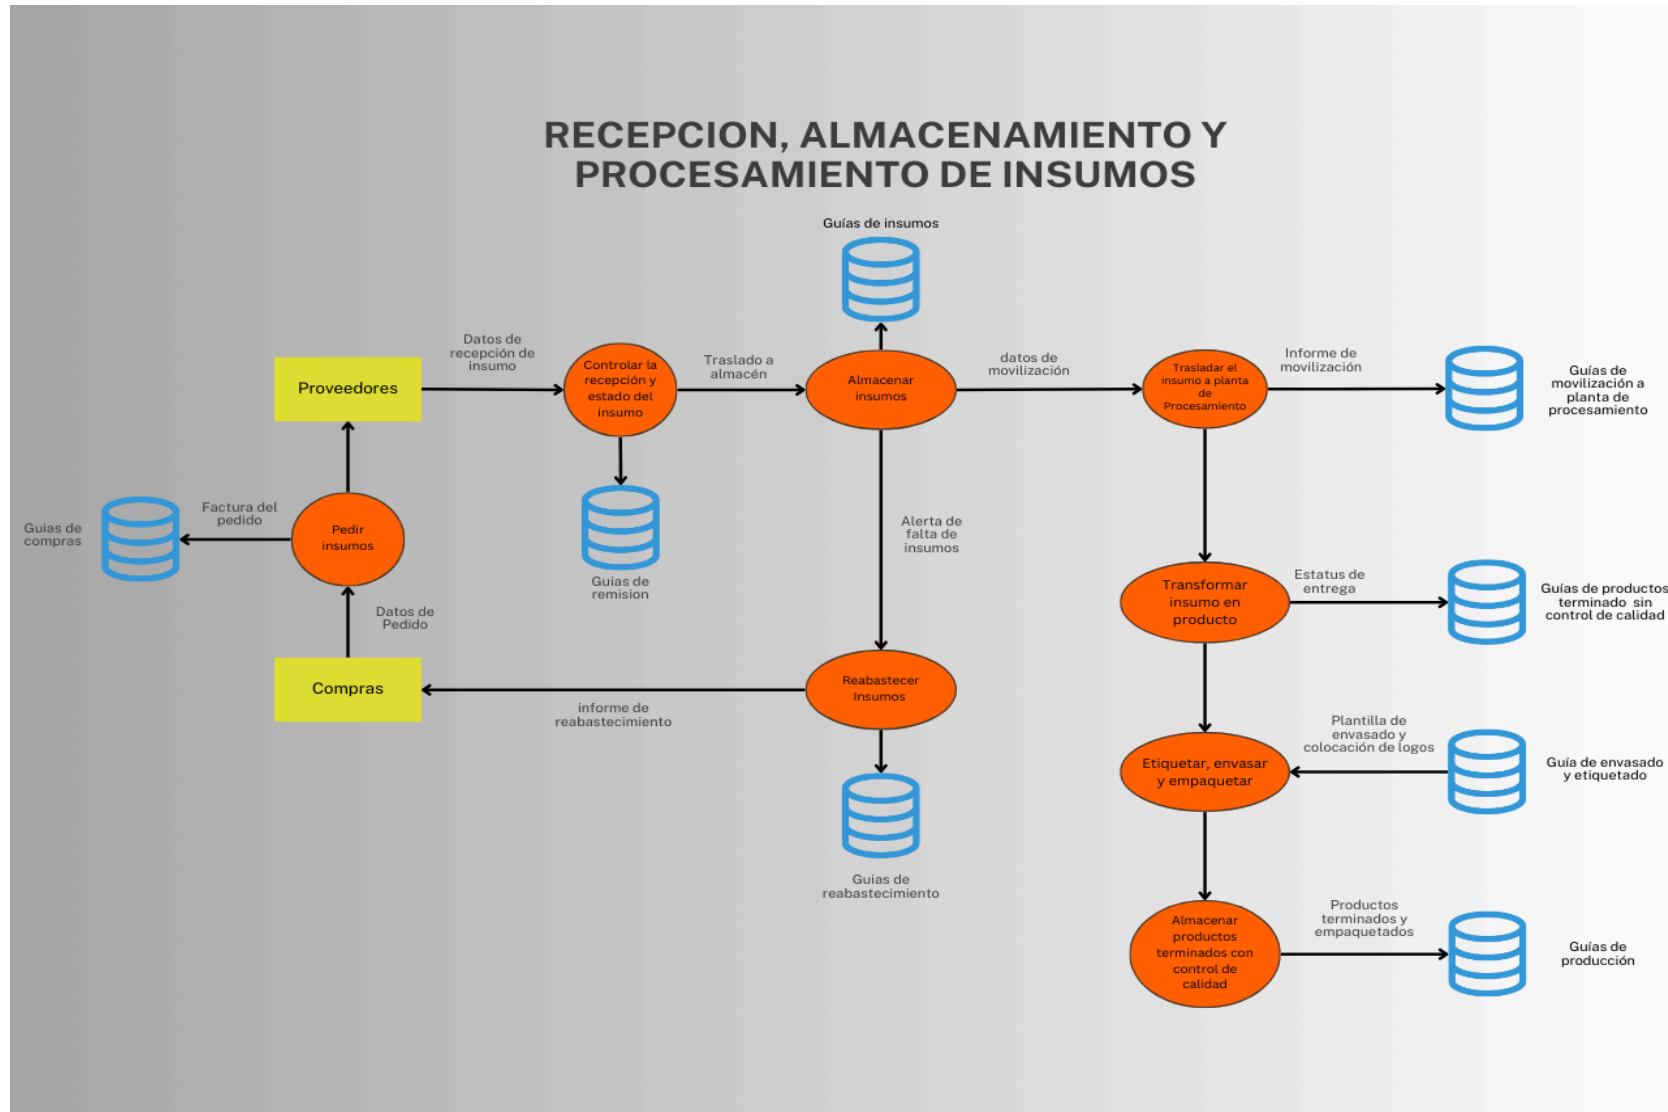 RECEPCION, ALMACENAMIENTO Y
PROCESAMIENTO DE INSUMOS
Guías de insumos
Datos de
recepción de
insumo
Proveedores
Controlar la
recepción y
estado del
insumo
Traslado a
almacén
Almacenar
insumos
datos de
movilización
Trasladar el
insumo a planta
de
Procesamiento
Informe de
movilización
Guías de
movilización a
planta de
procesamiento
Guias de
compras
Factura del
pedido
Pedir
insumos
Guias de
remision
Alerta de
falta de
insumos
Datos de
Pedido
Transformar
insumo en
producto
Estatus de
entrega
Guías de productos
terminado sin
control de calidad
Compras
informe de
reabastecimiento
Reabastecer
Insumos
Etiquetar, envasar
y empaquetar
Plantilla de
envasado y
colocación de logos
Guía de envasado
y etiquetado
Guias de
reabastecimiento
Almacenar
productos
terminados con
control de
calidad
Productos
terminados y
empaquetados
Guías de
producción